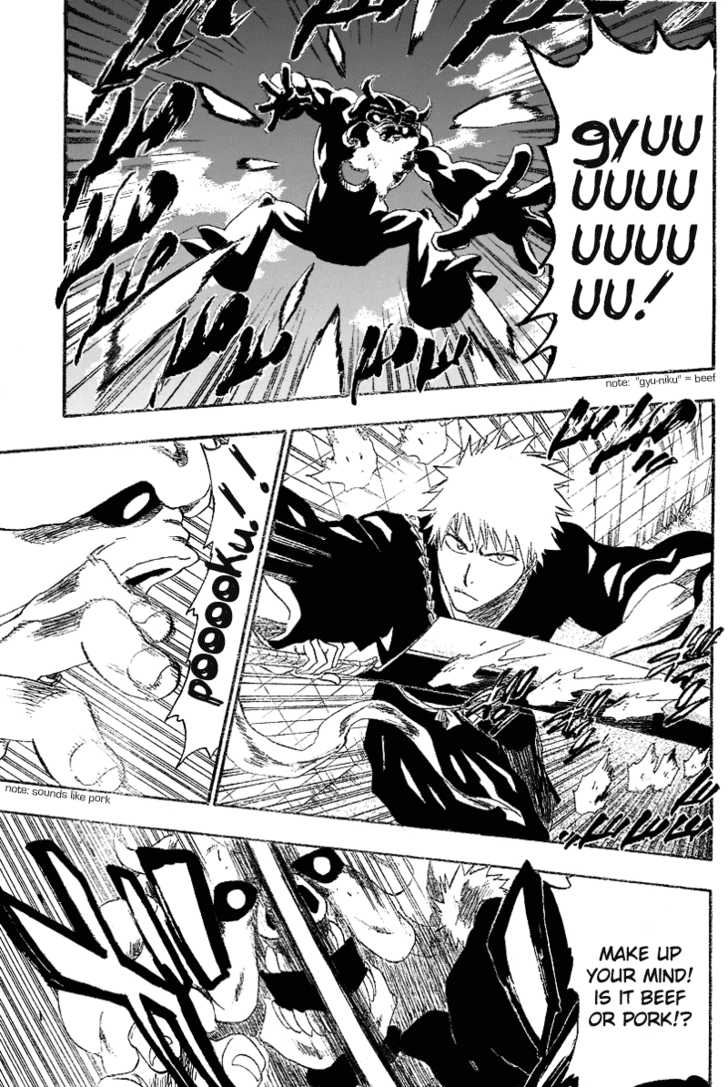 gyuu
uuuu
uuuu
uu!
note: "gyu-niku" = beef
pooooku!!
note: sounds like pork
MAKE UP
YOUR MIND!
IS IT BEEF
OR PORK!?